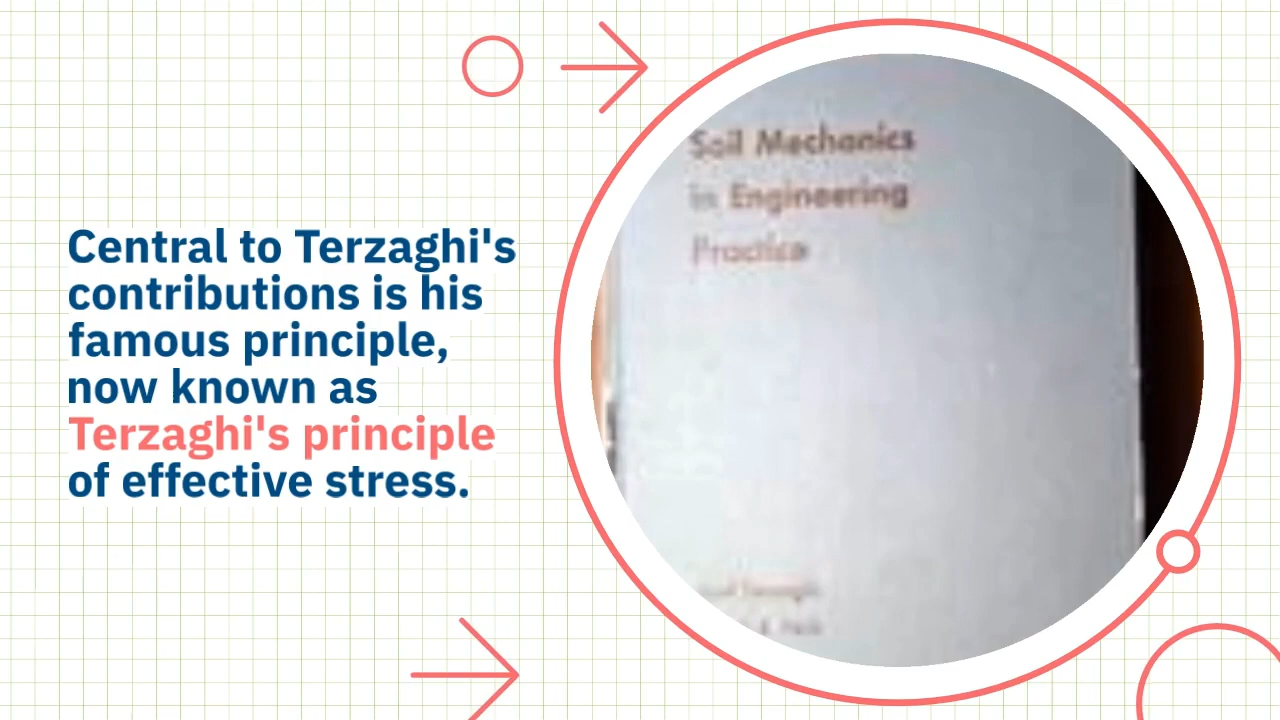 Central to Terzaghi's
contributions is his
famous principle,
now known as
Terzaghi's principle
of effective stress.
Soil Mechanics
in Engineering
Practice